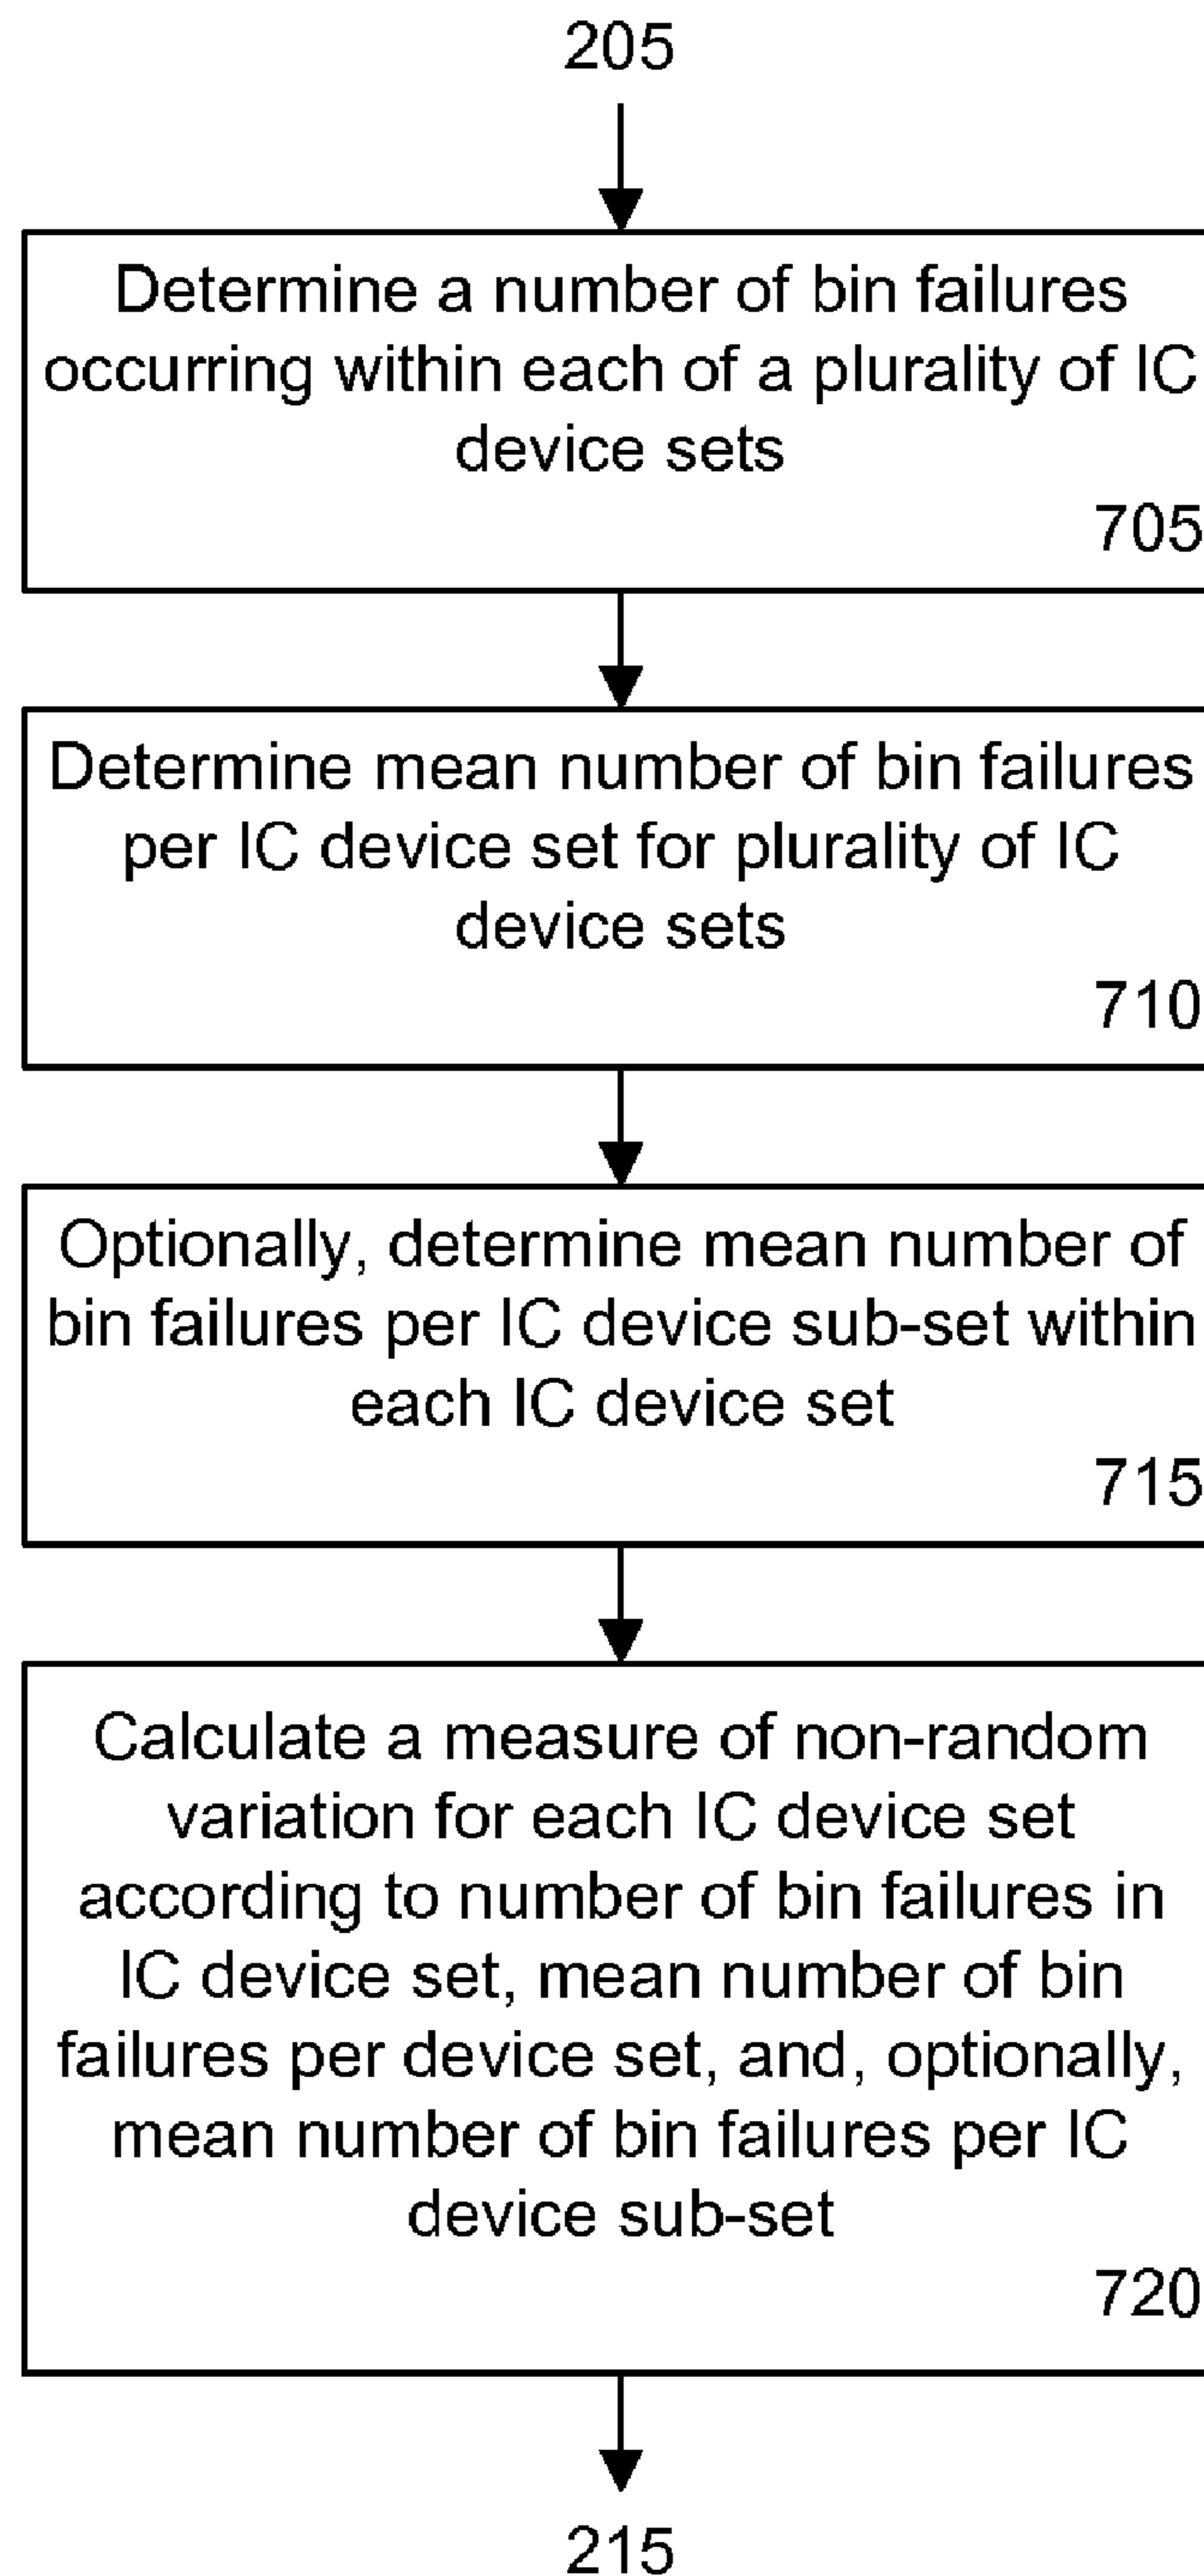 205
Determine a number of bin failures
occurring within each of a plurality of IC
device sets
705
Determine mean number of bin failures
per IC device set for plurality of IC
device sets
710
Optionally, determine mean number of
bin failures per IC device sub-set within
each IC device set
715
Calculate a measure of non-random
variation for each IC device set
according to number of bin failures in
IC device set, mean number of bin
failures per device set, and, optionally,
mean number of bin failures per IC
device sub-set
720
215